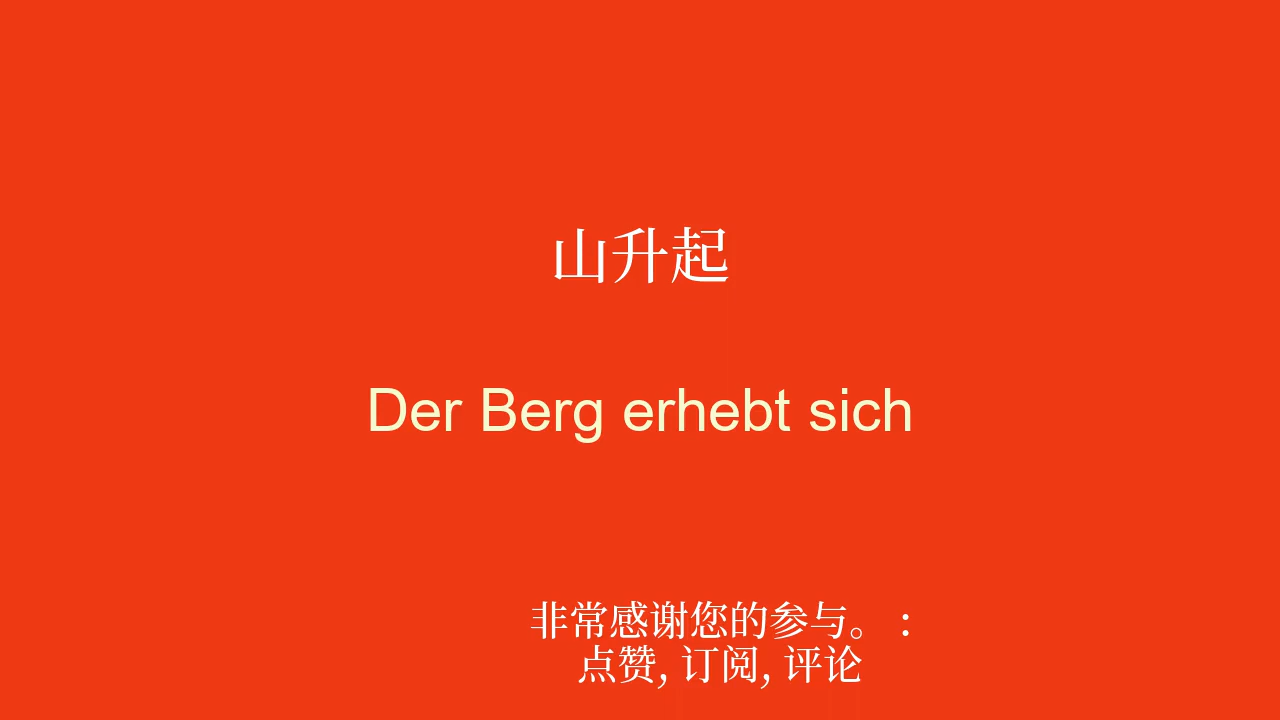 山升起
Der Berg erhebt sich
非常感谢您的参与。 :
点赞, 订阅, 评论